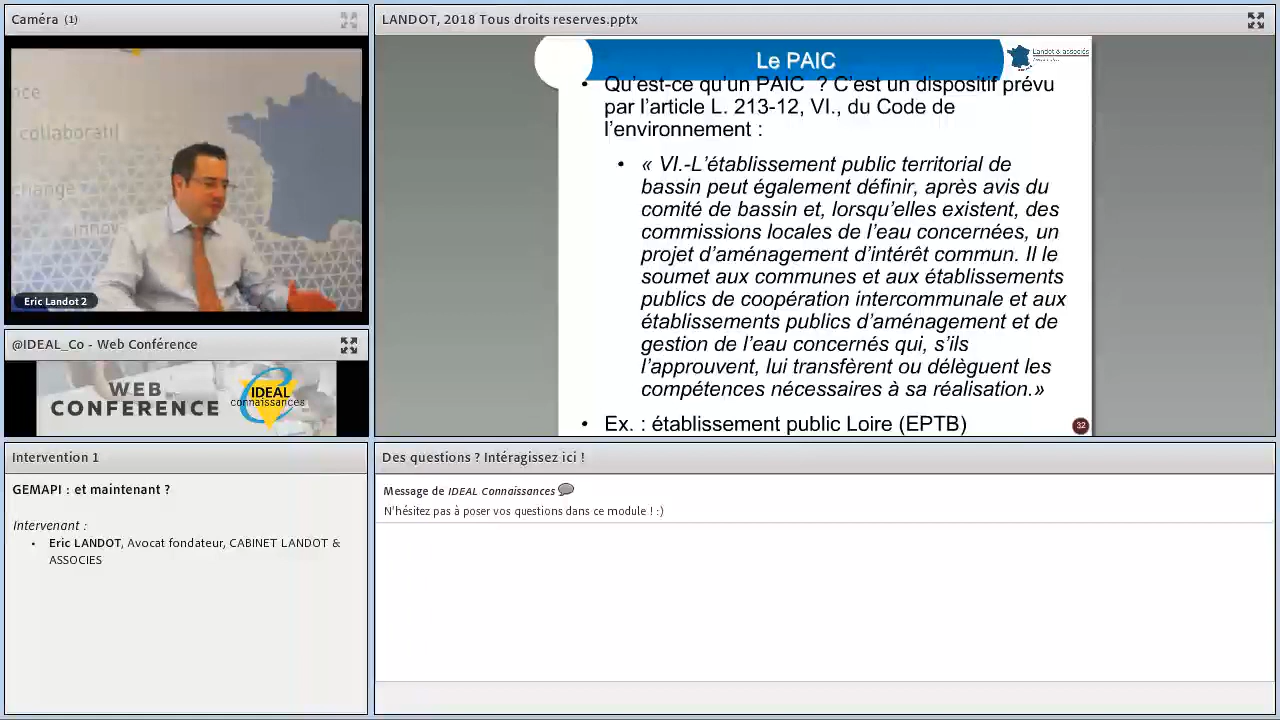 Caméra (1)
nce
collaboratif
change
innov
Eric Landot 2
@IDEAL_Co - Web Conférence
WEB
CONFERENCE
IDEAL
connaissances
Intervention 1
GEMAPI : et maintenant ?
Intervenant :
• Eric LANDOT, Avocat fondateur, CABINET LANDOT &
ASSOCIES
LANDOT, 2018 Tous droits reserves.pptx
Le PAIC
Landot & associés
• Qu'est-ce qu'un PAIC ? C'est un dispositif prévu
par l'article L. 213-12, VI., du Code de
l'environnement :
• « VI.-L'établissement public territorial de
bassin peut également définir, après avis du
comité de bassin et, lorsqu'elles existent, des
commissions locales de l'eau concernées, un
projet d'aménagement d'intérêt commun. Il le
soumet aux communes et aux établissements
publics de coopération intercommunale et aux
établissements publics d'aménagement et de
gestion de l'eau concernés qui, s'ils
l'approuvent, lui transfèrent ou délèguent les
compétences nécessaires à sa réalisation.»
• Ex. : établissement public Loire (EPTB)
32
Des questions ? Intéragissez ici !
Message de IDEAL Connaissances
N'hésitez pas à poser vos questions dans ce module ! :)